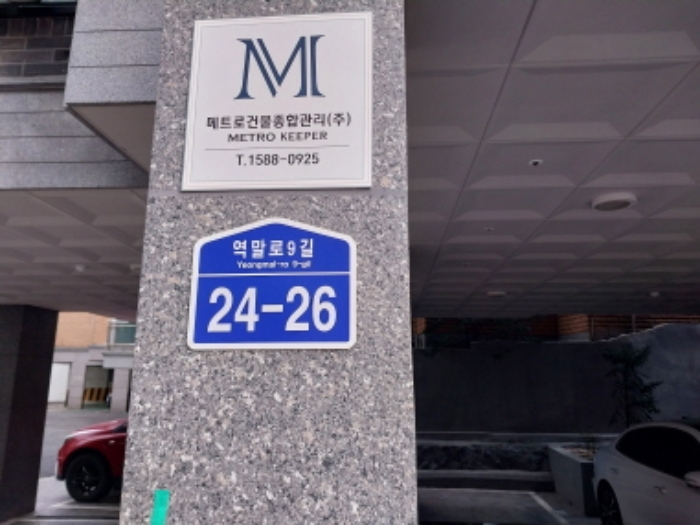 M
메트로건물종합관리(주)
METRO KEEPER
T.1588-0925
역말로9길
Yeongmal-ro 9-gil
24-26